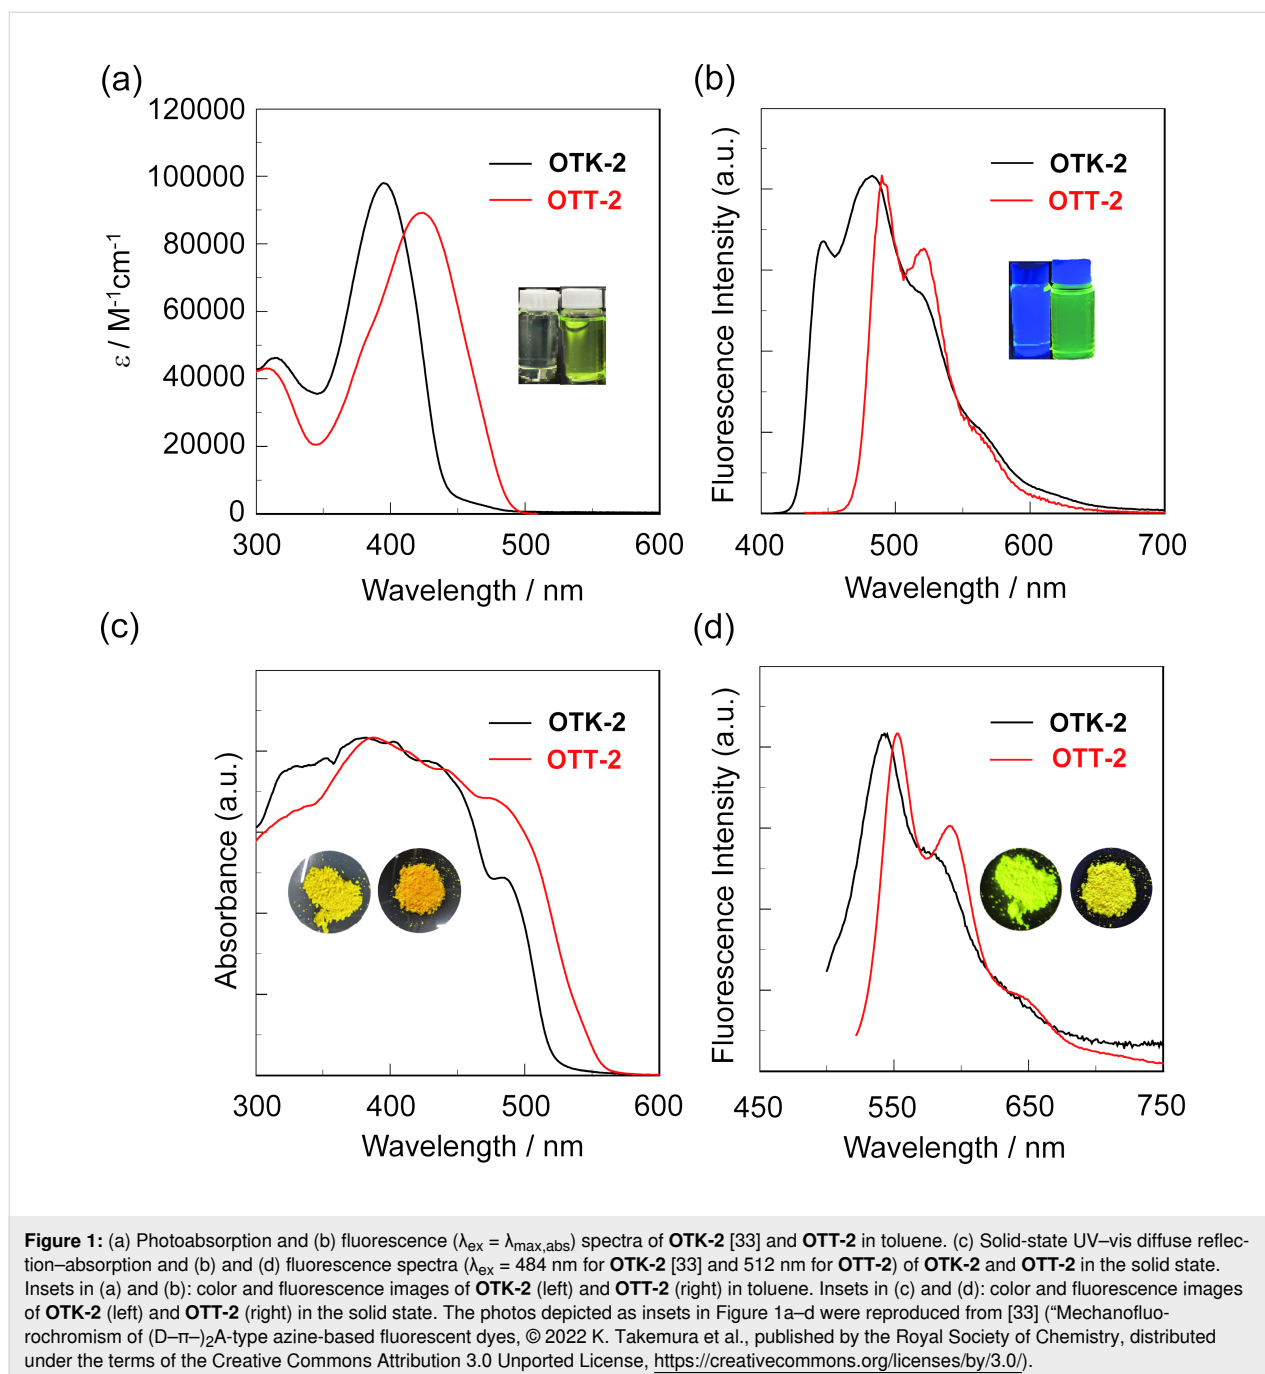 (a)
120000
100000
80000
60000
40000
20000
0
ε / M-1cm-1
OTK-2
OTT-2
300 400 500 600
Wavelength / nm
(b)
Fluorescence Intensity (a.u.)
OTK-2
OTT-2
400 500 600 700
Wavelength / nm
(c)
Absorbance (a.u.)
OTK-2
OTT-2
300 400 500 600
Wavelength / nm
(d)
Fluorescence Intensity (a.u.)
OTK-2
OTT-2
450 550 650 750
Wavelength / nm
Figure 1: (a) Photoabsorption and (b) fluorescence (λex = λmax,abs) spectra of OTK-2 [33] and OTT-2 in toluene. (c) Solid-state UV–vis diffuse reflec-
tion–absorption and (b) and (d) fluorescence spectra (λex = 484 nm for OTK-2 [33] and 512 nm for OTT-2) of OTK-2 and OTT-2 in the solid state.
Insets in (a) and (b): color and fluorescence images of OTK-2 (left) and OTT-2 (right) in toluene. Insets in (c) and (d): color and fluorescence images
of OTK-2 (left) and OTT-2 (right) in the solid state. The photos depicted as insets in Figure 1a–d were reproduced from [33] (“Mechanofluo-
rochromism of (D–π–)2A-type azine-based fluorescent dyes, © 2022 K. Takemura et al., published by the Royal Society of Chemistry, distributed
under the terms of the Creative Commons Attribution 3.0 Unported License, https://creativecommons.org/licenses/by/3.0/).